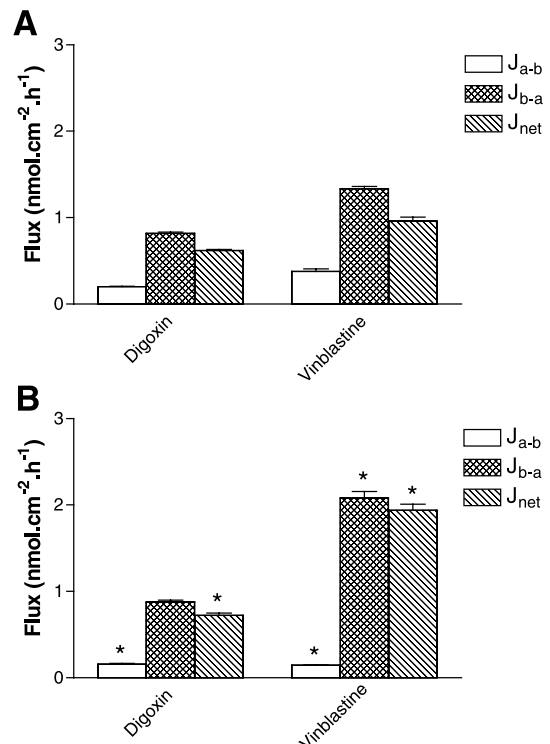 A
Flux (nmol.cm⁻².h⁻¹)
3
2
1
0
Digoxin
Vinblastine
J a-b
J b-a
J net
B
Flux (nmol.cm⁻².h⁻¹)
3
2
1
0
*
*
*
*
*
Digoxin
Vinblastine
J a-b
J b-a
J net